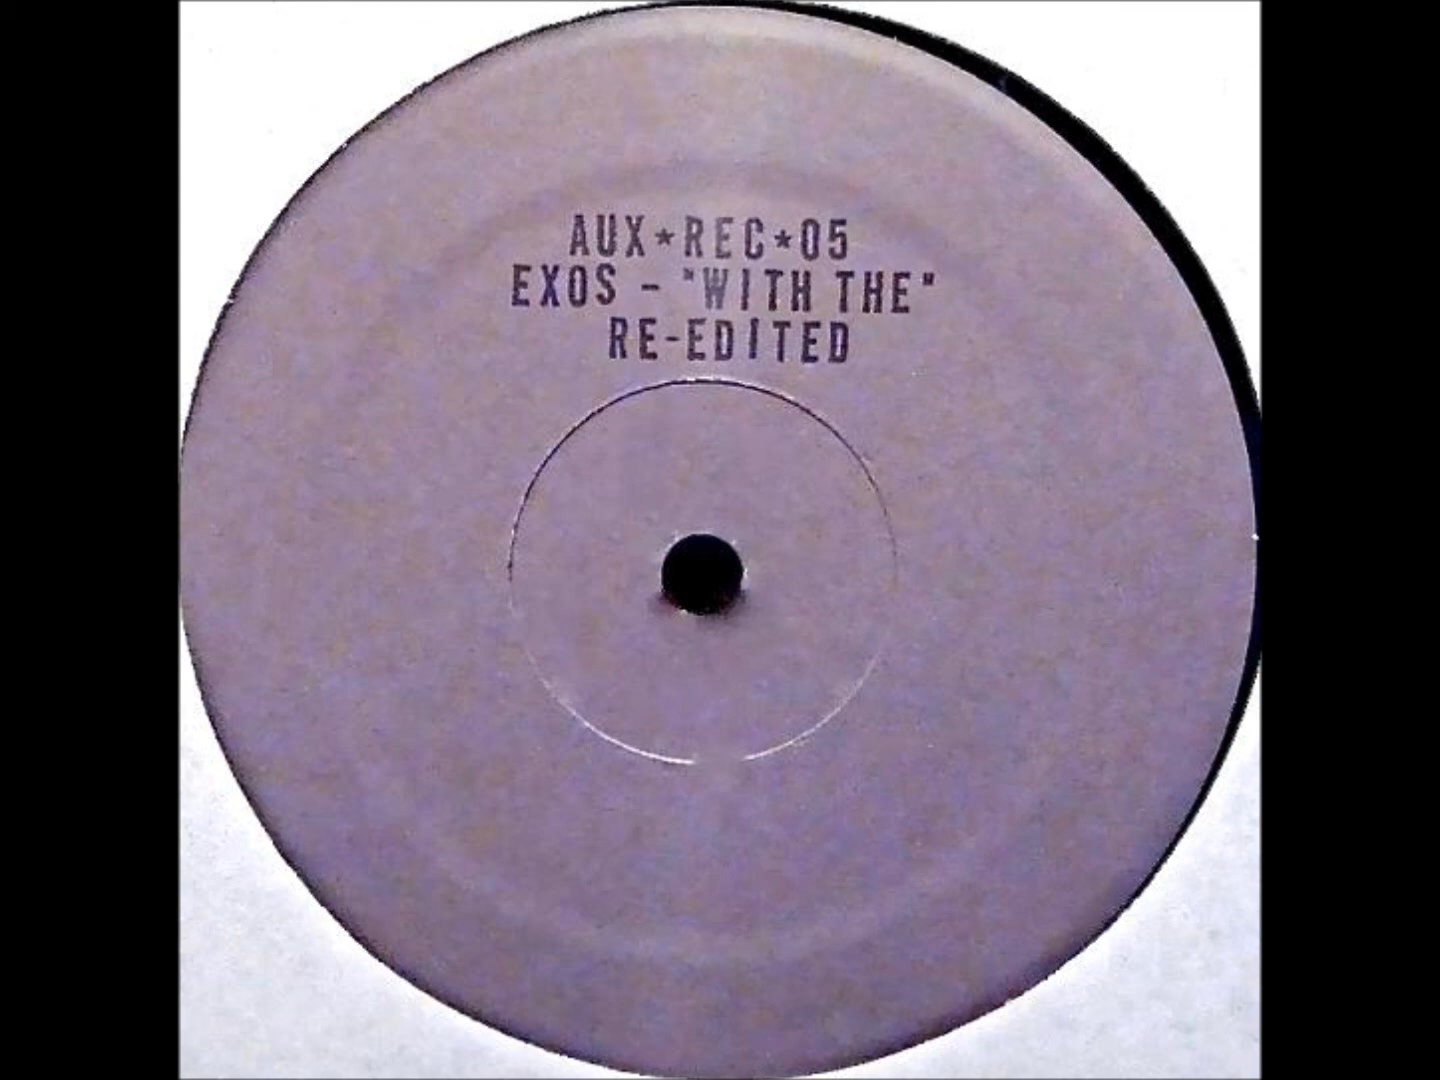 AUX★REC★05
EXOS - "WITH THE"
RE-EDITED